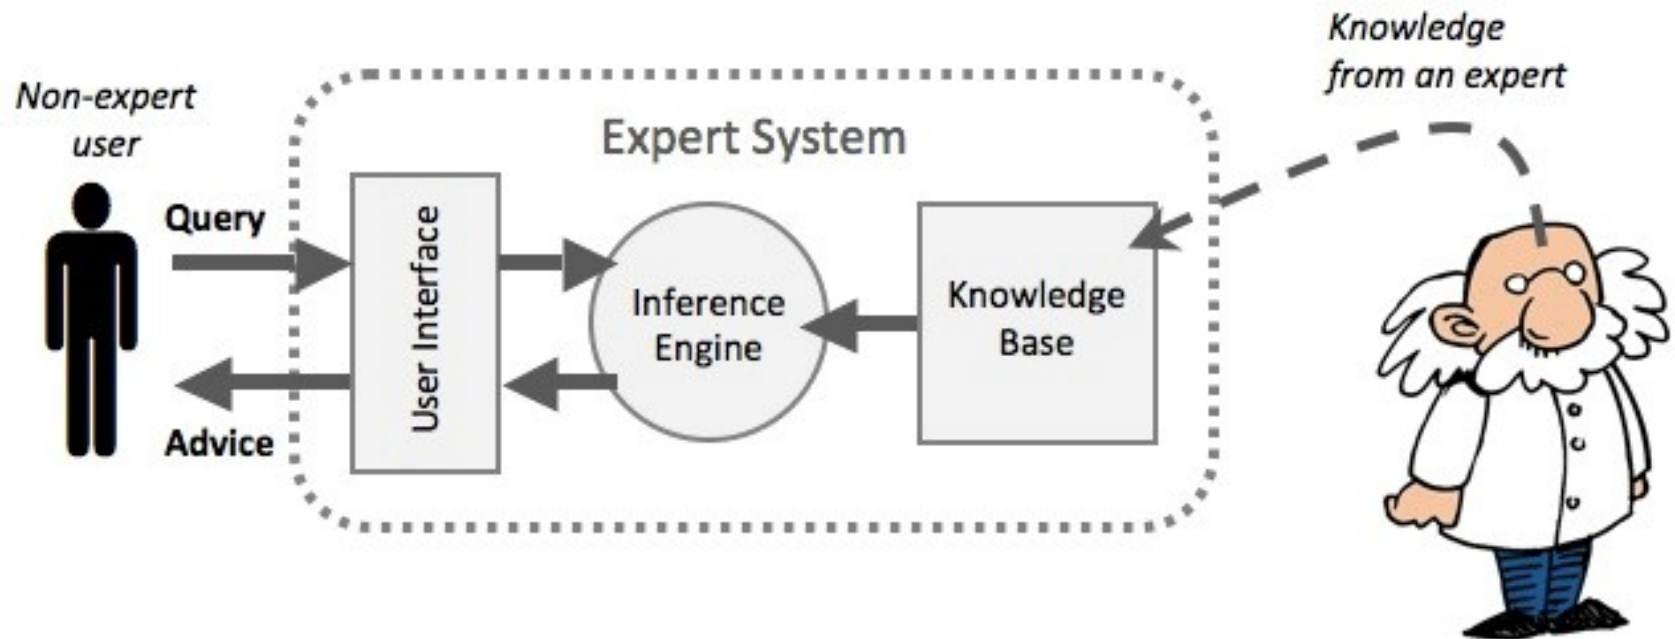 Knowledge
from an expert
Non-expert
user
Expert System
Query
User Interface
Inference
Engine
Knowledge
Base
Advice